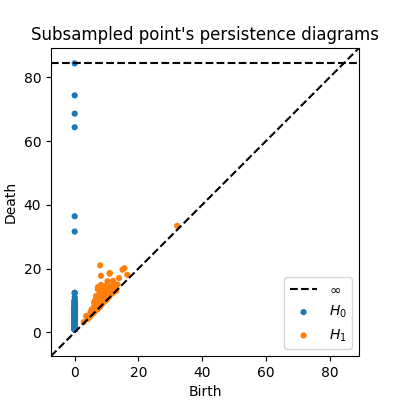 Subsampled point's persistence diagrams
Death
80
60
40
20
0
∞
H₀
H₁
0 20 40 60 80
Birth